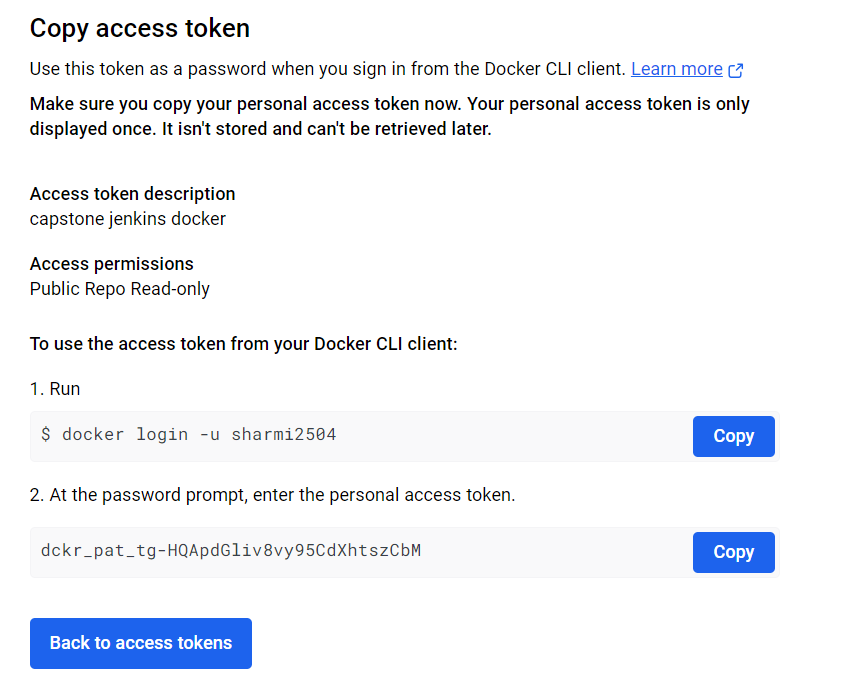 Copy access token
Use this token as a password when you sign in from the Docker CLI client. Learn more
Make sure you copy your personal access token now. Your personal access token is only
displayed once. It isn't stored and can't be retrieved later.
Access token description
capstone jenkins docker
Access permissions
Public Repo Read-only
To use the access token from your Docker CLI client:
1. Run
$ docker login -u sharmi2504
Copy
2. At the password prompt, enter the personal access token.
dckr_pat_tg-HQApdGliv8vy95CdXhtszCbM
Copy
Back to access tokens